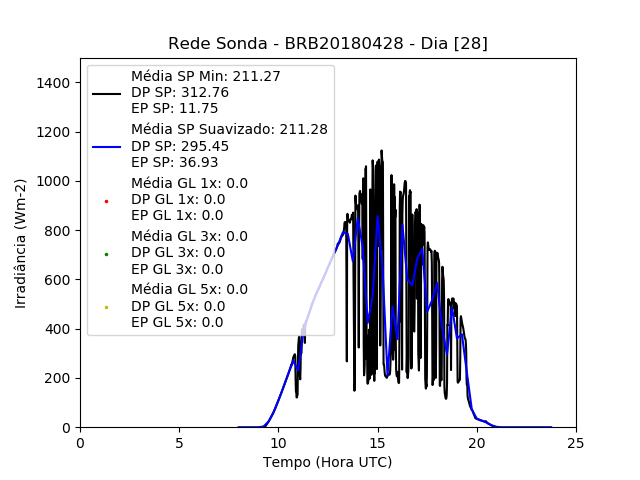 Rede Sonda - BRB20180428 - Dia [28]
Média SP Min: 211.27
DP SP: 312.76
EP SP: 11.75
Média SP Suavizado: 211.28
DP SP: 295.45
EP SP: 36.93
Média GL 1x: 0.0
DP GL 1x: 0.0
EP GL 1x: 0.0
Média GL 3x: 0.0
DP GL 3x: 0.0
EP GL 3x: 0.0
Média GL 5x: 0.0
DP GL 5x: 0.0
EP GL 5x: 0.0
Irradiância (Wm-2)
1400
1200
1000
800
600
400
200
0
0 5 10 15 20 25
Tempo (Hora UTC)